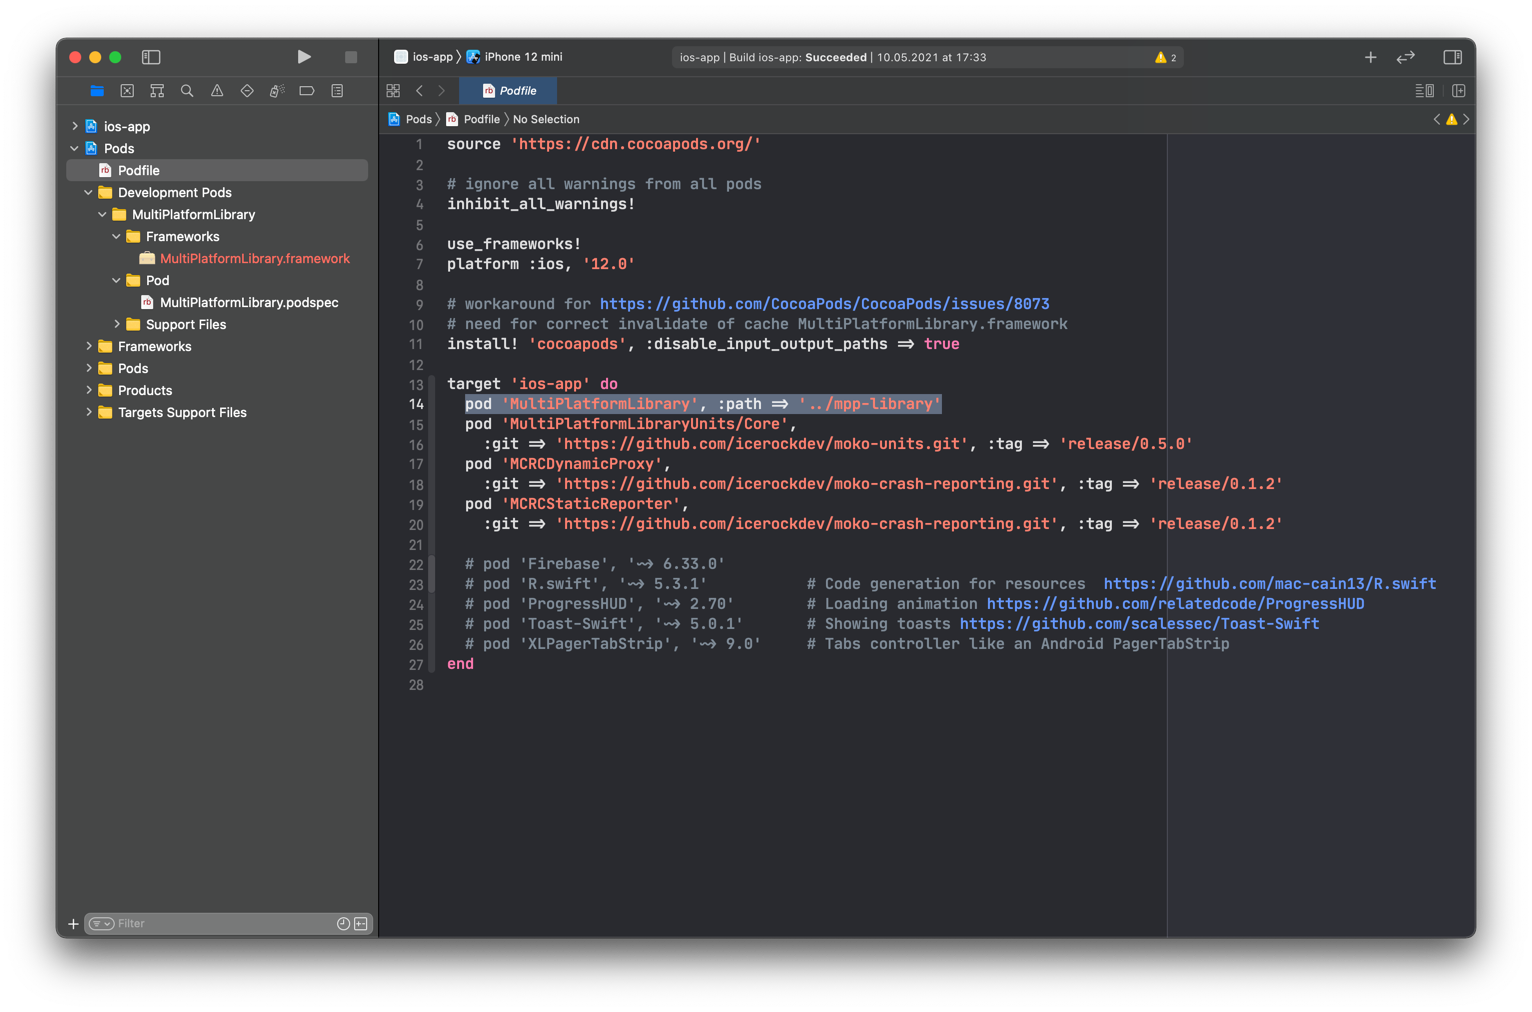 ios-app 〉 iPhone 12 mini
ios-app | Build ios-app: Succeeded | 10.05.2021 at 17:33
2
rb Podfile
ios-app
Pods
rb Podfile
Development Pods
MultiPlatformLibrary
Frameworks
MultiPlatformLibrary.framework
Pod
rb MultiPlatformLibrary.podspec
Support Files
Frameworks
Pods
Products
Targets Support Files
Filter
Pods 〉 rb Podfile 〉 No Selection
1 source 'https://cdn.cocoapods.org/'
2
3 # ignore all warnings from all pods
4 inhibit_all_warnings!
5
6 use_frameworks!
7 platform :ios, '12.0'
8
9 # workaround for https://github.com/CocoaPods/CocoaPods/issues/8073
10 # need for correct invalidate of cache MultiPlatformLibrary.framework
11 install! 'cocoapods', :disable_input_output_paths => true
12
13 target 'ios-app' do
14 pod 'MultiPlatformLibrary', :path => '../mpp-library'
15 pod 'MultiPlatformLibraryUnits/Core',
16 :git => 'https://github.com/icerockdev/moko-units.git', :tag => 'release/0.5.0'
17 pod 'MCRCDynamicProxy',
18 :git => 'https://github.com/icerockdev/moko-crash-reporting.git', :tag => 'release/0.1.2'
19 pod 'MCRCStaticReporter',
20 :git => 'https://github.com/icerockdev/moko-crash-reporting.git', :tag => 'release/0.1.2'
21
22 # pod 'Firebase', '~> 6.33.0'
23 # pod 'R.swift', '~> 5.3.1' # Code generation for resources https://github.com/mac-cain13/R.swift
24 # pod 'ProgressHUD', '~> 2.70' # Loading animation https://github.com/relatedcode/ProgressHUD
25 # pod 'Toast-Swift', '~> 5.0.1' # Showing toasts https://github.com/scalessec/Toast-Swift
26 # pod 'XLPagerTabStrip', '~> 9.0' # Tabs controller like an Android PagerTabStrip
27 end
28